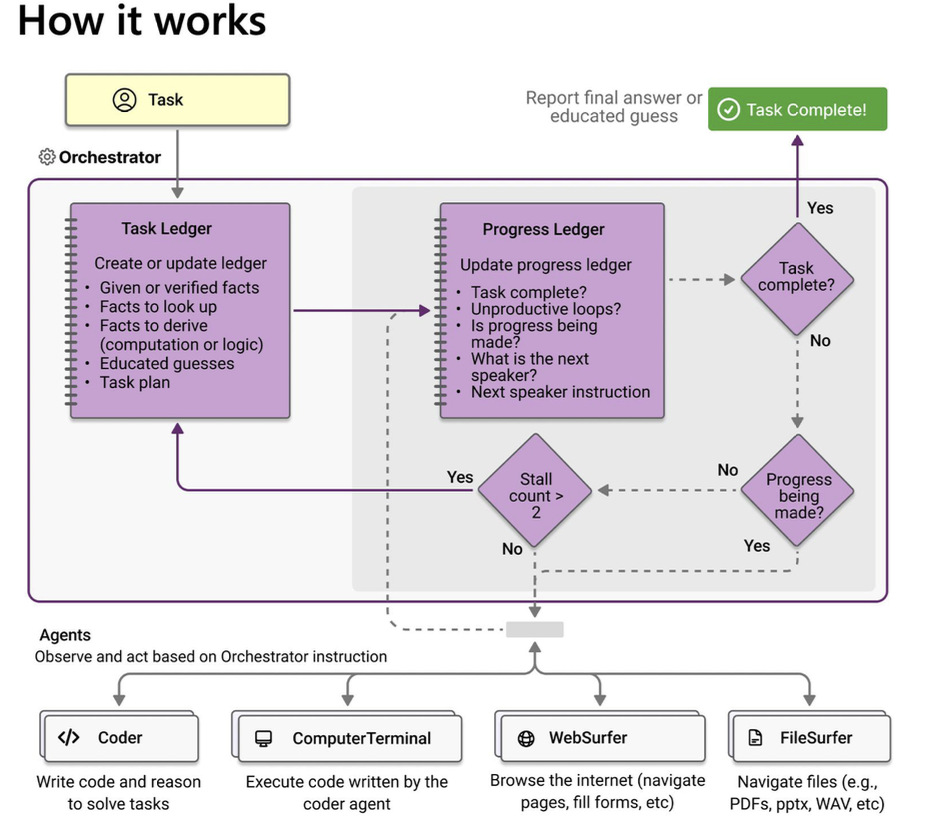 How it works
Task
Report final answer or
educated guess
Task Complete!
Orchestrator
Task Ledger
Create or update ledger
• Given or verified facts
• Facts to look up
• Facts to derive
(computation or logic)
• Educated guesses
• Task plan
Progress Ledger
Update progress ledger
• Task complete?
• Unproductive loops?
• Is progress being
made?
• What is the next
speaker?
• Next speaker instruction
Yes
Task
complete?
No
Progress
being
made?
No
Yes
Stall
count >
2
Yes
No
Agents
Observe and act based on Orchestrator instruction
</> Coder
Write code and reason
to solve tasks
ComputerTerminal
Execute code written by the
coder agent
WebSurfer
Browse the internet (navigate
pages, fill forms, etc)
FileSurfer
Navigate files (e.g.,
PDFs, pptx, WAV, etc)